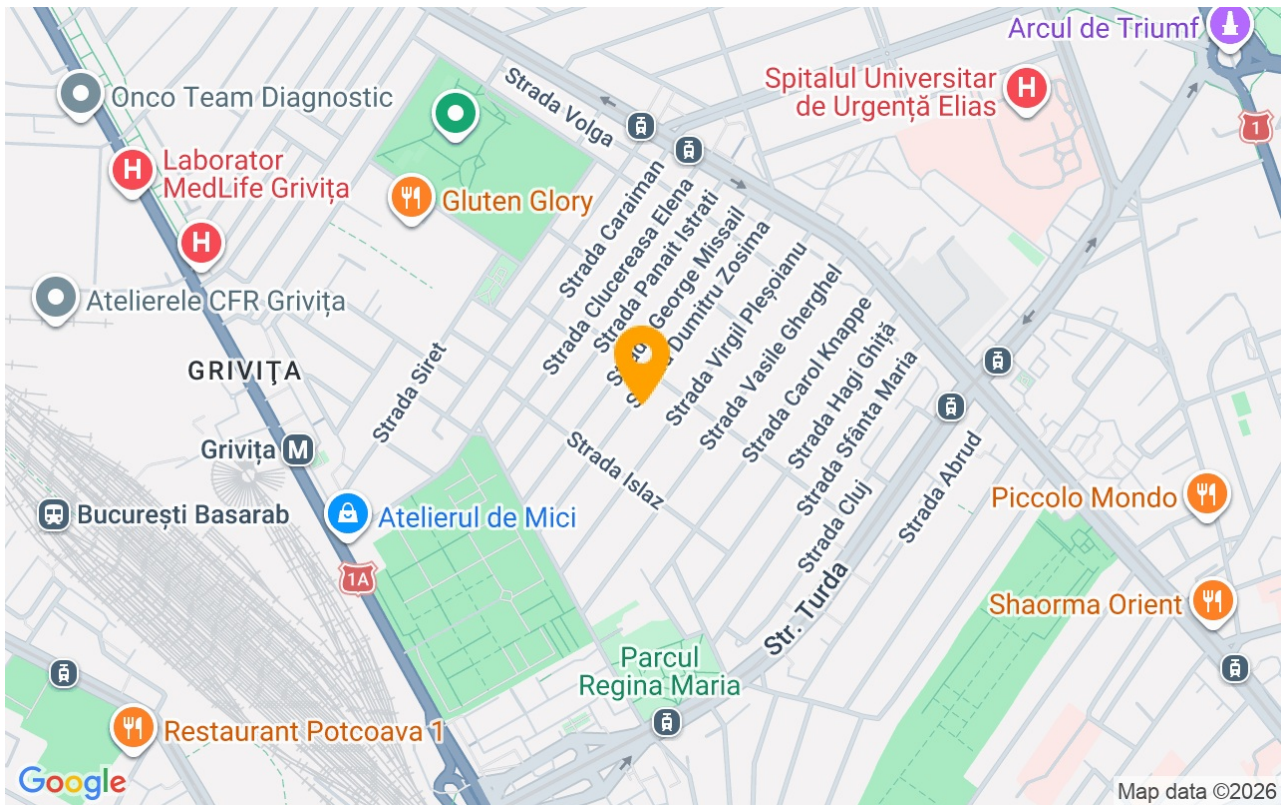 Arcul de Triumf
Spitalul Universitar
de Urgență Elias
H
1
Onco Team Diagnostic
Strada Volga
H
Laborator
MedLife Grivița
Gluten Glory
H
Atelierele CFR Grivița
Strada Caraiman
Strada Clucereasa Elena
Strada Panait Istrati
George Missail
Dumitru Zosima
Strada Virgil Pleșoianu
Strada Vasile Gherghel
Strada Carol Knappe
Strada Hagi Ghiță
Strada Sfânta Maria
Strada Cluj
Strada Abrud
GRIVIŢA
Strada Siret
Grivița M
Strada Islaz
București Basarab
Atelierul de Mici
1A
Piccolo Mondo
Shaorma Orient
Str. Turda
Parcul
Regina Maria
Restaurant Potcoava 1
Google
Map data ©2026